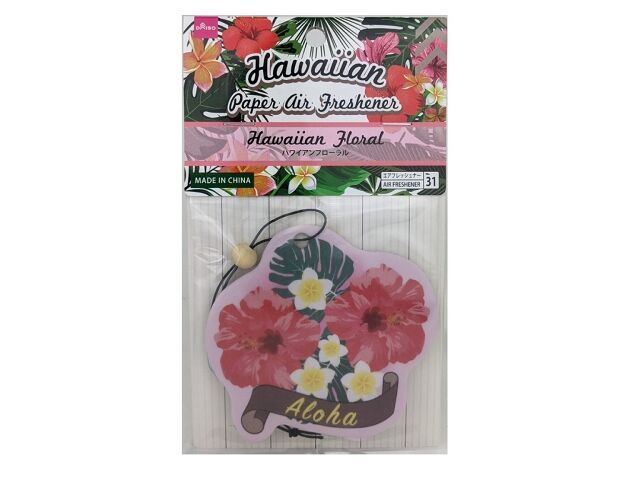 DAISO
Hawaiian
Paper Air Freshener
Hawaiian Floral
ハワイアンフローラル
MADE IN CHINA
エアフレッシュナー
AIR FRESHENER
No.
31
Aloha